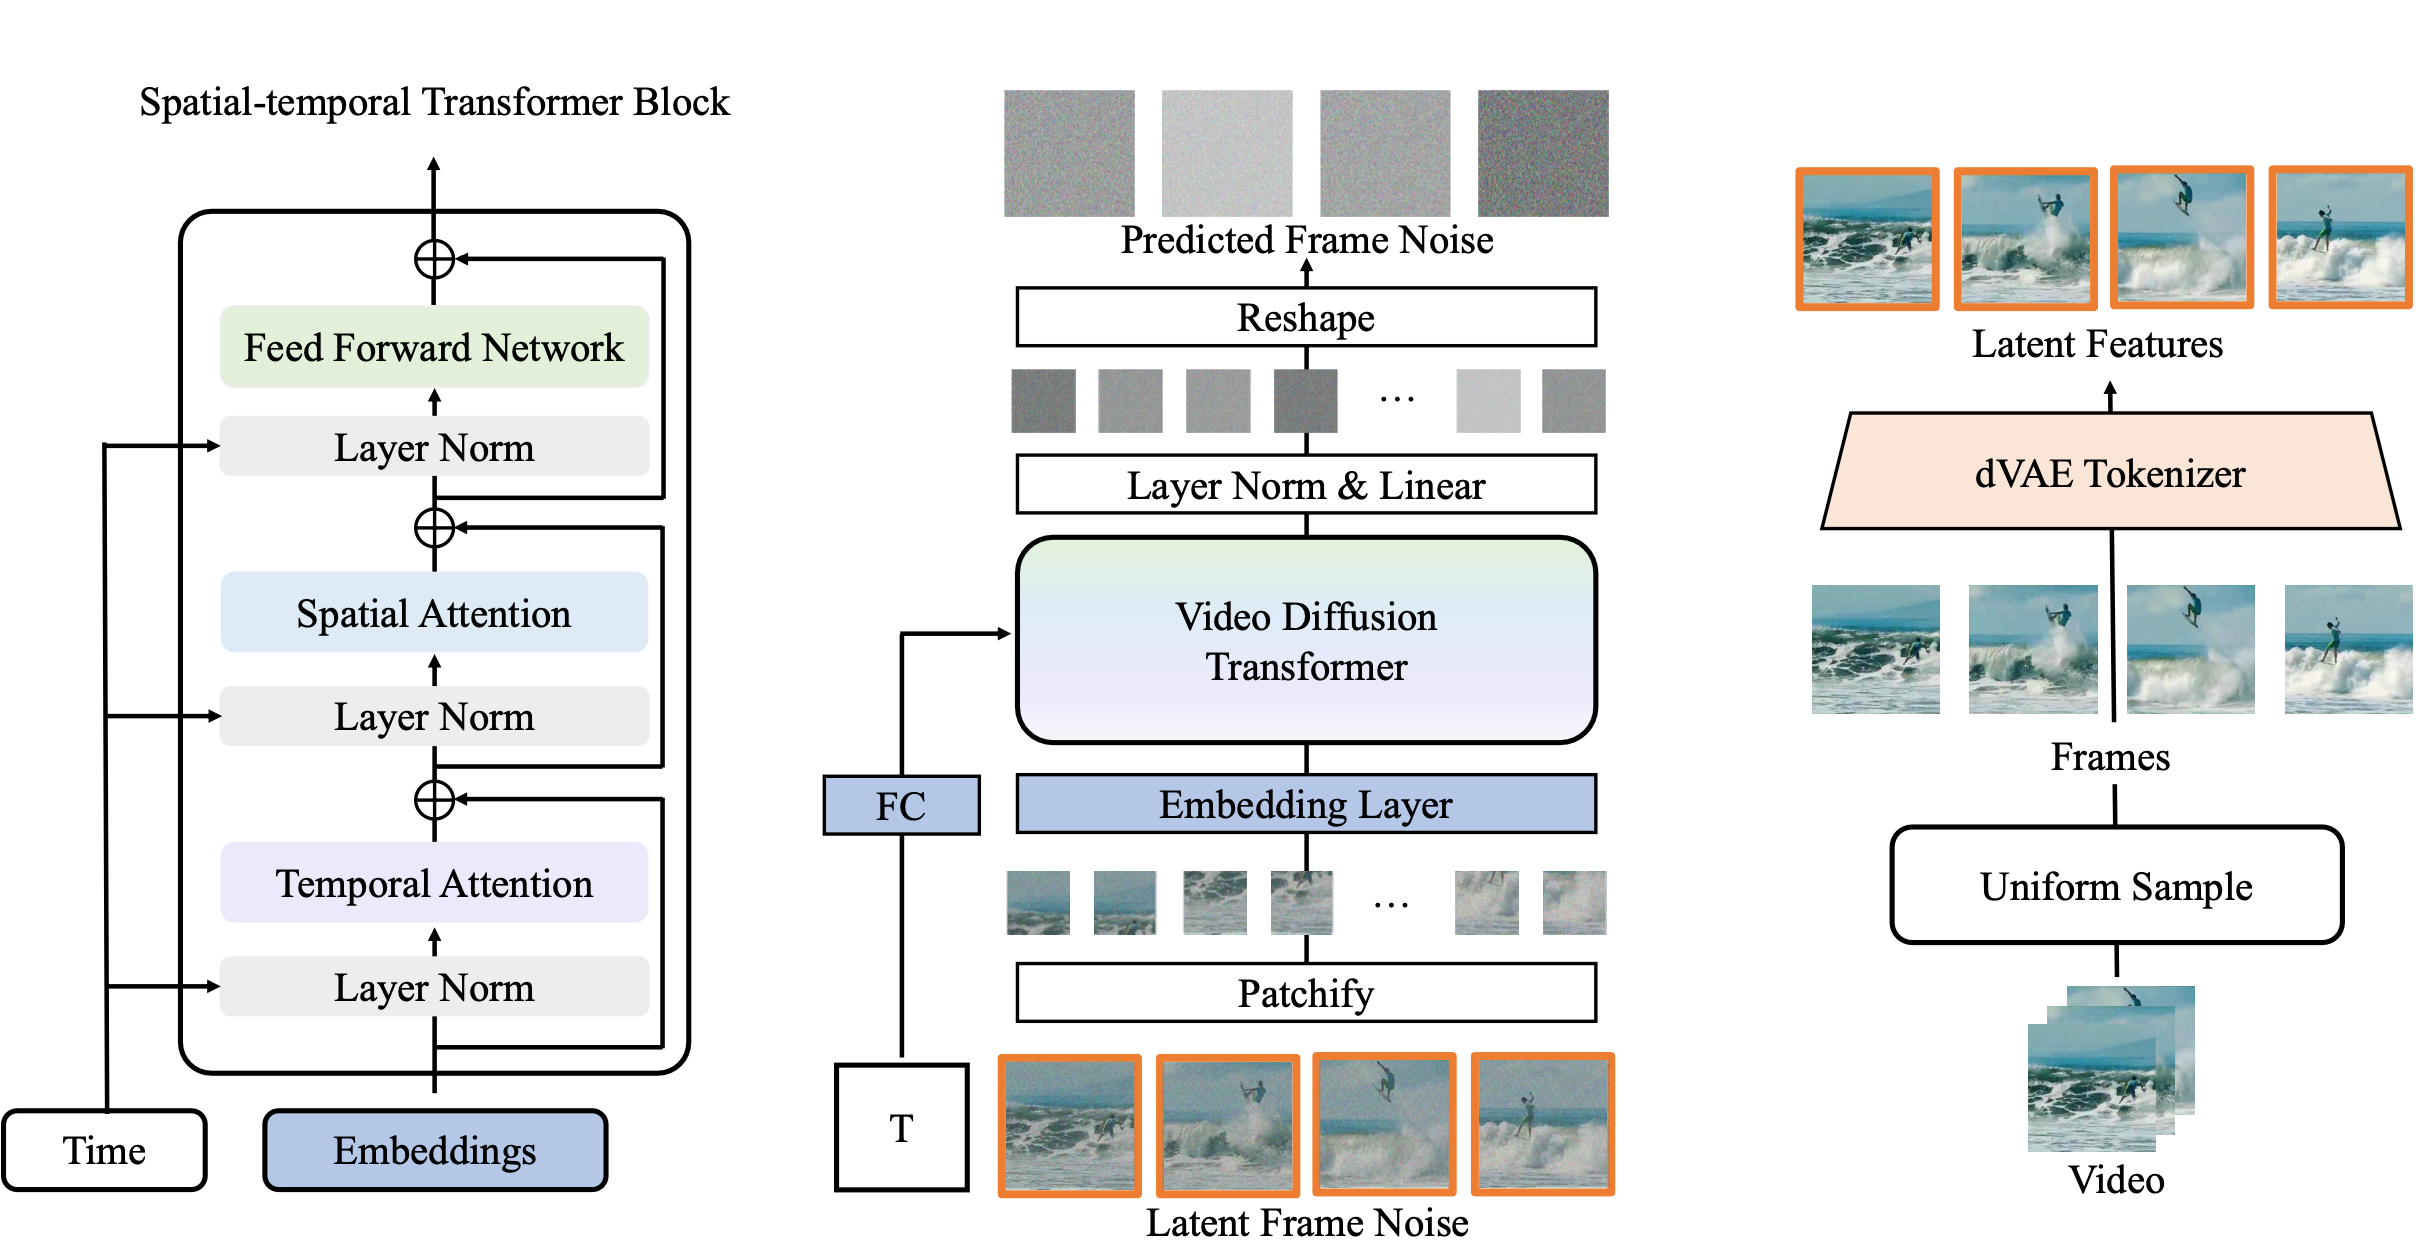 Spatial-temporal Transformer Block
Feed Forward Network
Layer Norm
Spatial Attention
Layer Norm
Temporal Attention
Layer Norm
Time
Embeddings
Predicted Frame Noise
Reshape
...
Layer Norm & Linear
Video Diffusion
Transformer
FC
Embedding Layer
...
Patchify
T
Latent Frame Noise
Latent Features
dVAE Tokenizer
Frames
Uniform Sample
Video